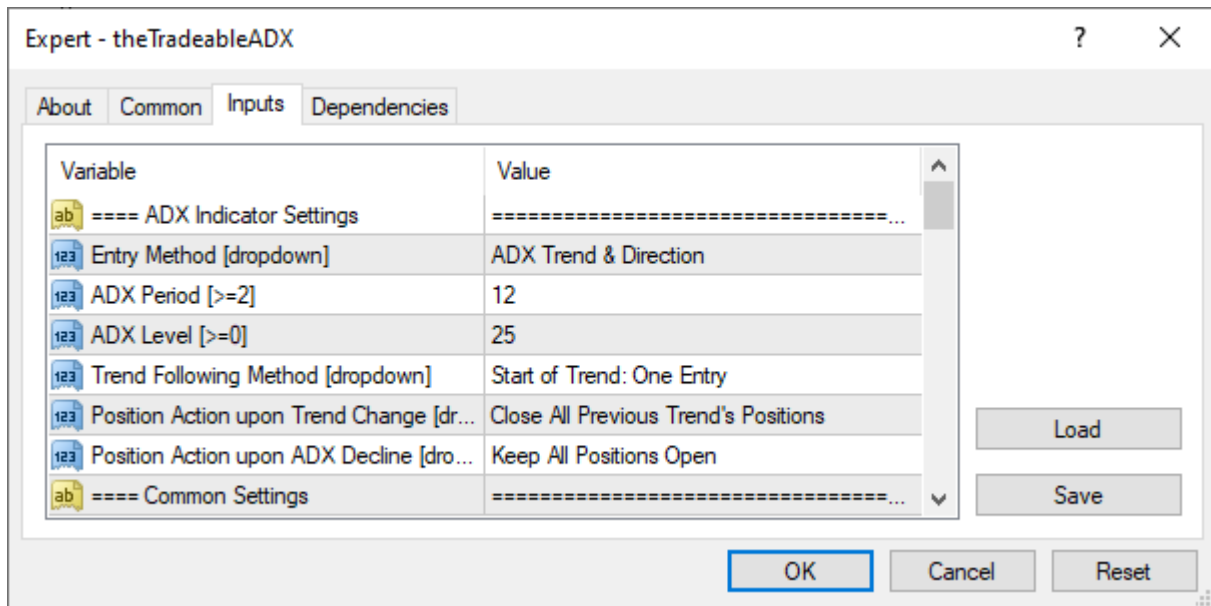 Expert - theTradeableADX ?
About Common Inputs Dependencies
Variable Value
ab ==== ADX Indicator Settings =================================...
123 Entry Method [dropdown] ADX Trend & Direction
123 ADX Period [>=2] 12
123 ADX Level [>=0] 25
123 Trend Following Method [dropdown] Start of Trend: One Entry
123 Position Action upon Trend Change [dr... Close All Previous Trend's Positions
123 Position Action upon ADX Decline [dro... Keep All Positions Open
ab ==== Common Settings =================================...
Load
Save
OK Cancel Reset